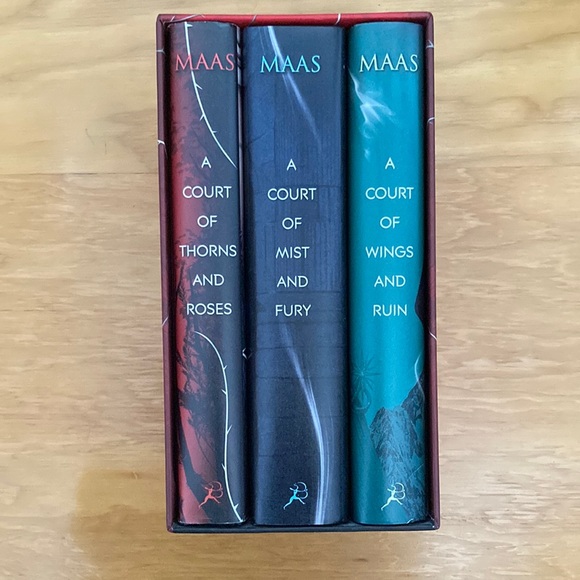 MAAS
A
COURT
OF
THORNS
AND
ROSES
MAAS
A
COURT
OF
MIST
AND
FURY
MAAS
A
COURT
OF
WINGS
AND
RUIN